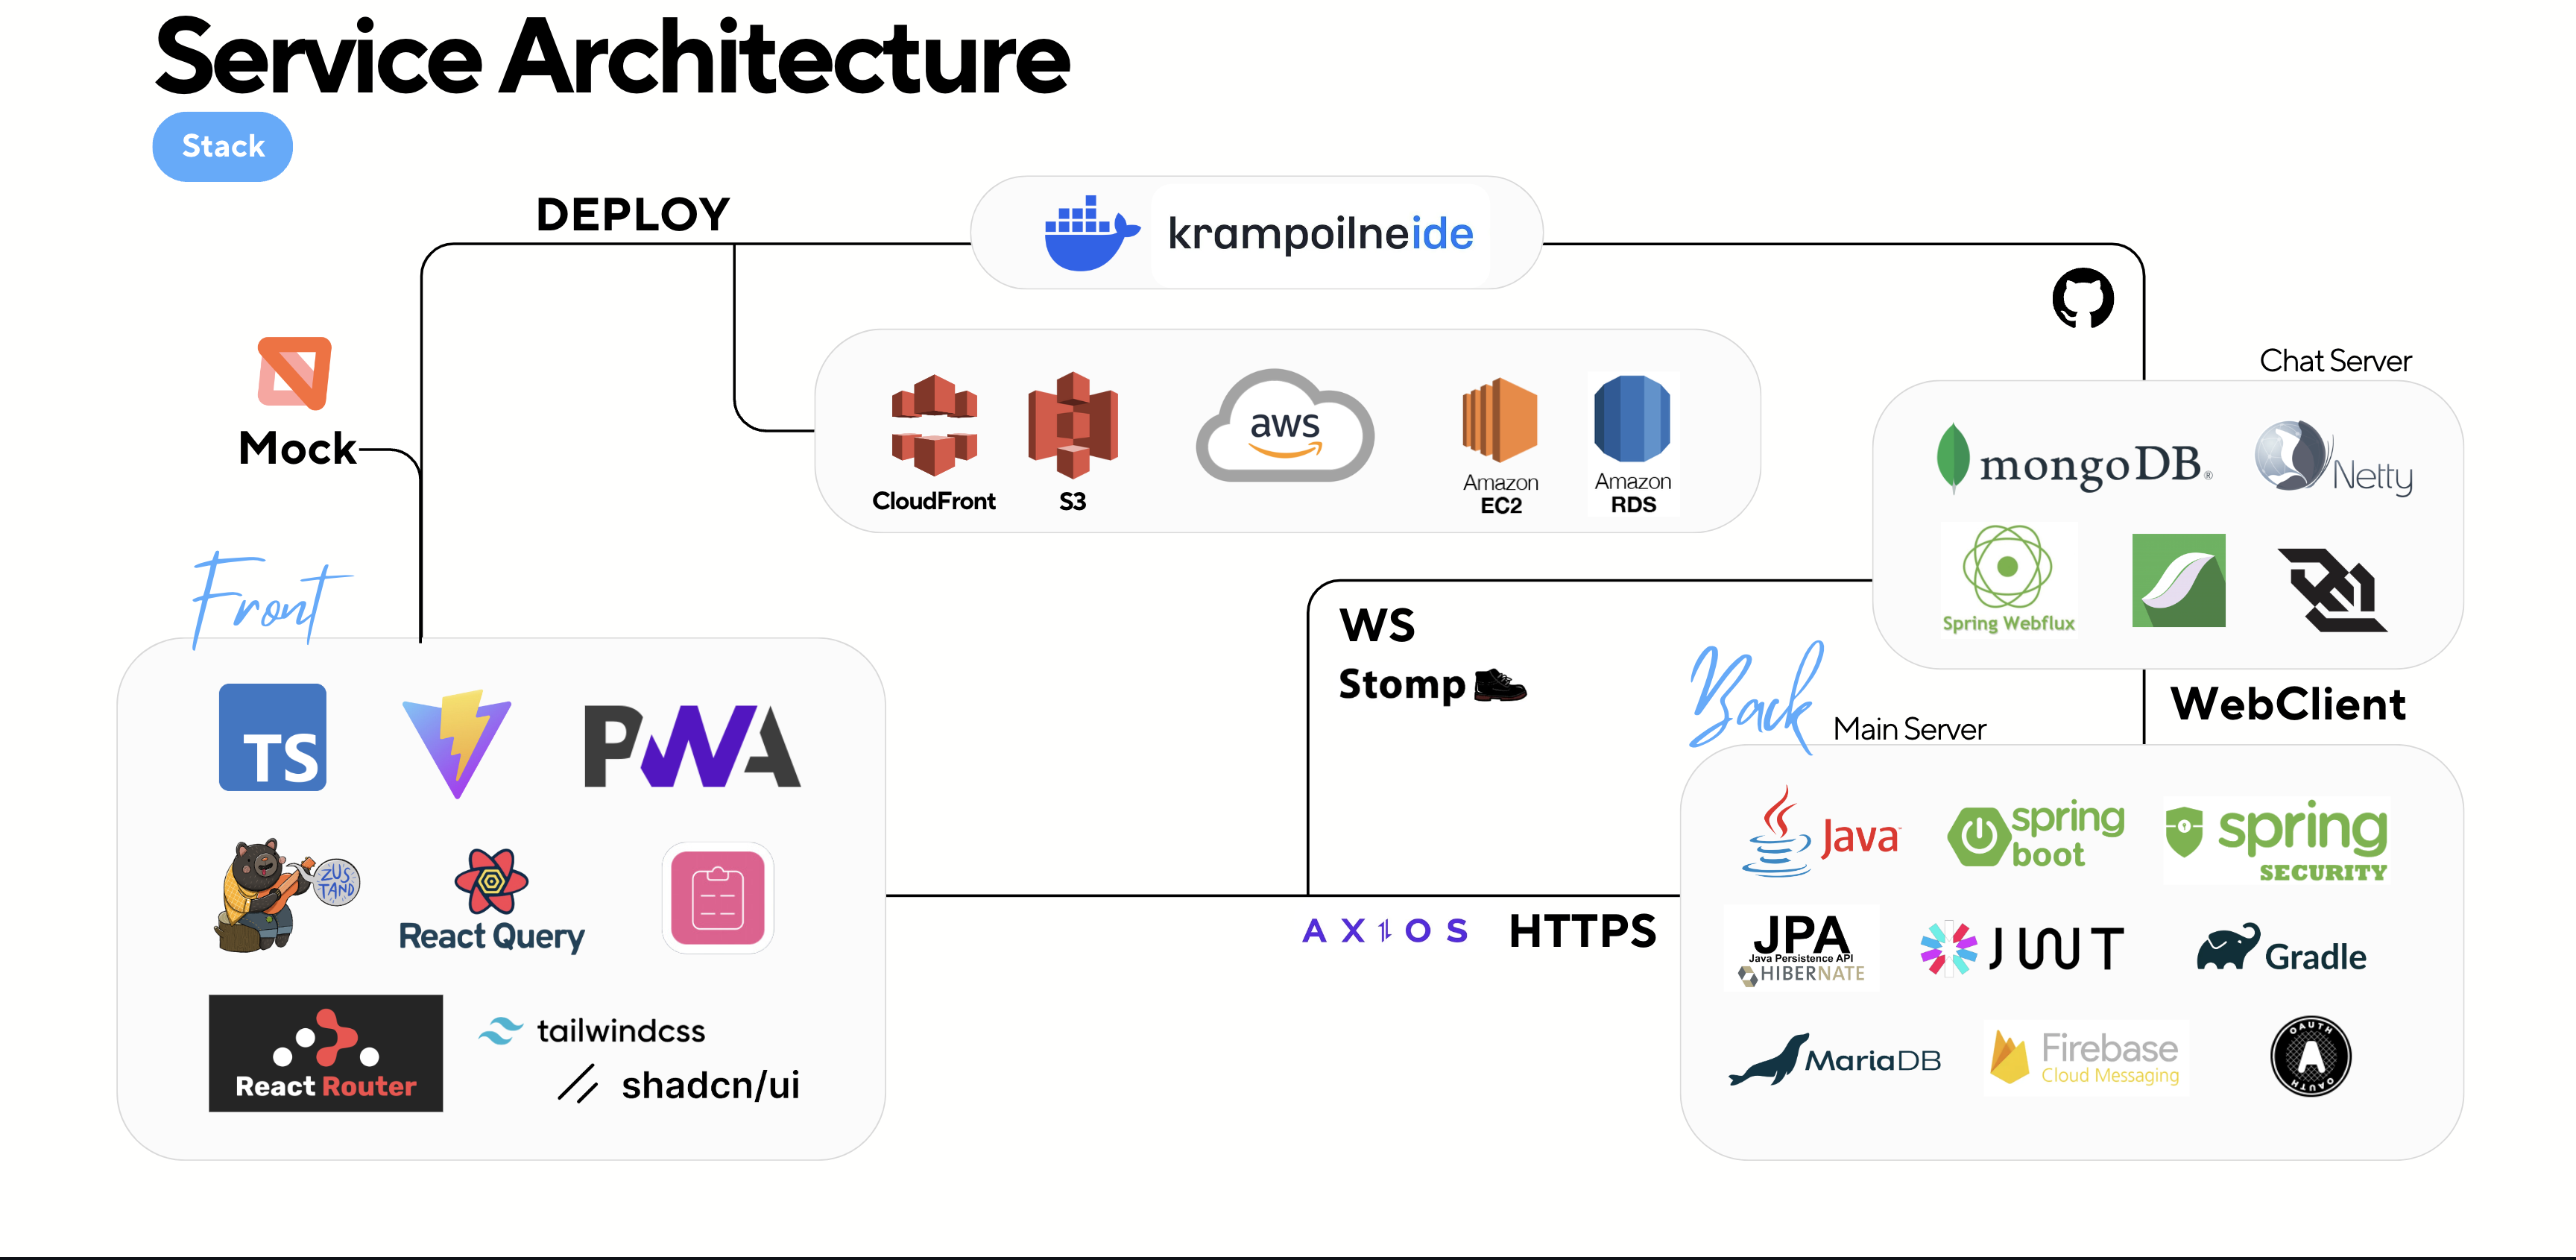 Service Architecture
Stack
DEPLOY
krampoilneide
Mock
CloudFront
S3
aws
Amazon
EC2
Amazon
RDS
Chat Server
mongoDB®
Netty
Spring Webflux
WS
Stomp
WebClient
Front
TS
PWA
ZUS
TAND
React Query
React Router
tailwindcss
shadcn/ui
AXIOS
HTTPS
Back
Main Server
Java
spring
boot
spring
SECURITY
JPA
Java Persistence API
HIBERNATE
JWT
Gradle
MariaDB
Firebase
Cloud Messaging
OAUTH
A
OAUTH